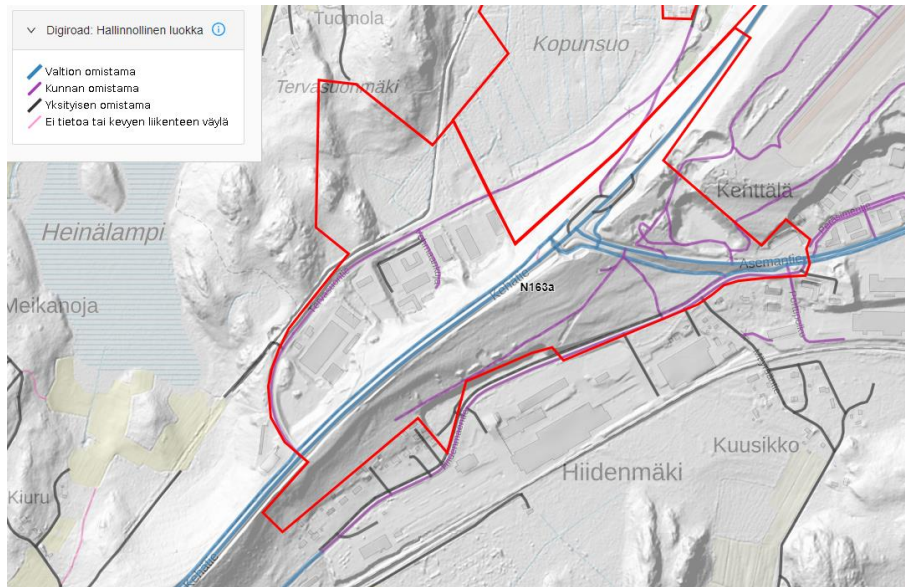 Digiroad: Hallinnollinen luokka
Valtion omistama
Kunnan omistama
Yksityisen omistama
Ei tietoa tai kevyen liikenteen väylä
Tuomola
Kopunsuo
Tervasuonmäki
Kenttälä
Heinälampi
Asemantie
Kehätie
N163a
Meikanoja
Kuusikko
Hiidenmäki
Kiuru
Kehätie